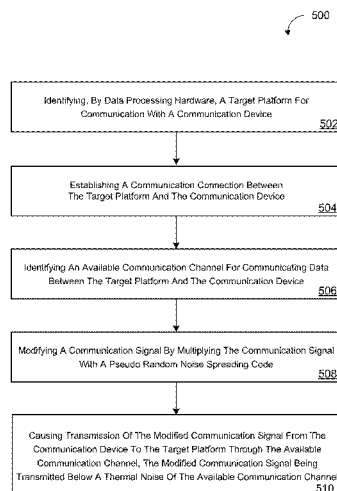 500
Identifying, By Data Processing Hardware, A Target Platform For
Communication With A Communication Device
502
Establishing A Communication Connection Between
The Target Platform And The Communication Device
504
Identifying An Available Communication Channel For Communicating Data
Between The Target Platform And The Communication Device
506
Modifying A Communication Signal By Multiplying The Communication Signal
With A Pseudo Random Noise Spreading Code
508
Causing Transmission Of The Modified Communication Signal From The
Communication Device To The Target Platform Through The Available
Communication Channel, The Modified Communication Signal Being
Transmitted Below A Thermal Noise Of The Available Communication Channel
510